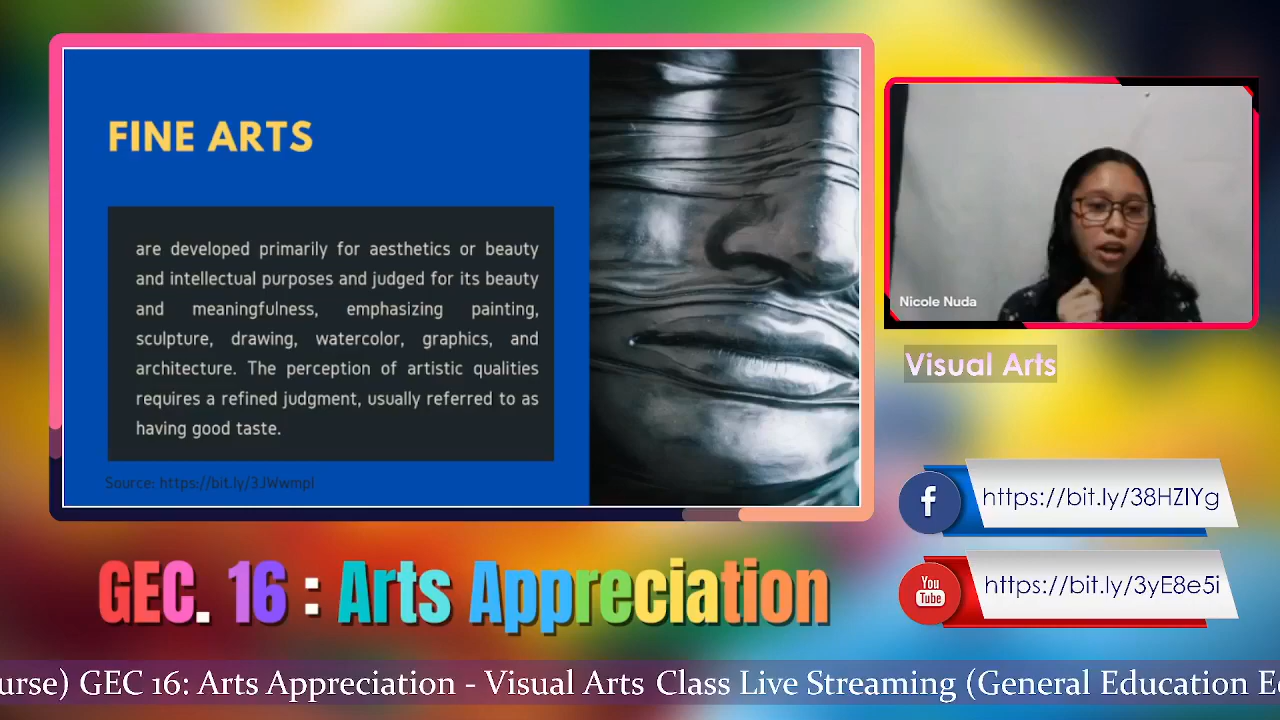 FINE ARTS
are developed primarily for aesthetics or beauty
and intellectual purposes and judged for its beauty
and meaningfulness, emphasizing painting,
sculpture, drawing, watercolor, graphics, and
architecture. The perception of artistic qualities
requires a refined judgment, usually referred to as
having good taste.
Source: https://bit.ly/3JWwmpl
Nicole Nuda
Visual Arts
f
https://bit.ly/38HZIYg
You
Tube
https://bit.ly/3yE8e5i
GEC. 16 : Arts Appreciation
urse) GEC 16: Arts Appreciation - Visual Arts Class Live Streaming (General Education E